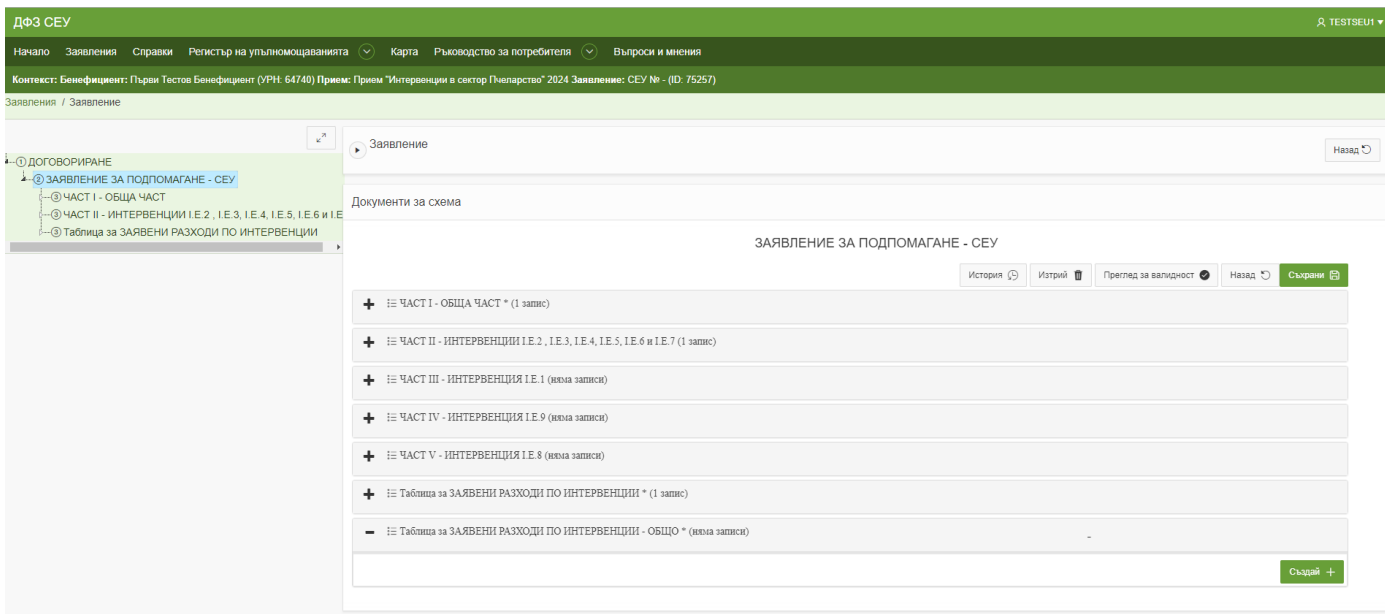 ДФЗ СЕУ
TESTSEU1
Начало Заявления Справки Регистър на упълномощаванията Карта Ръководство за потребителя Въпроси и мнения
Контекст: Бенефициент: Първи Тестов Бенефициент (УРН: 64740) Прием: Прием "Интервенции в сектор Пчеларство" 2024 Заявление: СЕУ № - (ID: 75257)
Заявления / Заявление
1 ДОГОВОРИРАНЕ
2 ЗАЯВЛЕНИЕ ЗА ПОДПОМАГАНЕ - СЕУ
3 ЧАСТ I - ОБЩА ЧАСТ
3 ЧАСТ II - ИНТЕРВЕНЦИИ I.E.2 , I.E.3, I.E.4, I.E.5, I.E.6 и I.E
3 Таблица за ЗАЯВЕНИ РАЗХОДИ ПО ИНТЕРВЕНЦИИ
Заявление
Назад
Документи за схема
ЗАЯВЛЕНИЕ ЗА ПОДПОМАГАНЕ - СЕУ
История Изтрий Преглед за валидност Назад Съхрани
ЧАСТ I - ОБЩА ЧАСТ * (1 запис)
ЧАСТ II - ИНТЕРВЕНЦИИ I.E.2 , I.E.3, I.E.4, I.E.5, I.E.6 и I.E.7 (1 запис)
ЧАСТ III - ИНТЕРВЕНЦИЯ I.E.1 (няма записи)
ЧАСТ IV - ИНТЕРВЕНЦИЯ I.E.9 (няма записи)
ЧАСТ V - ИНТЕРВЕНЦИЯ I.E.8 (няма записи)
Таблица за ЗАЯВЕНИ РАЗХОДИ ПО ИНТЕРВЕНЦИИ * (1 запис)
Таблица за ЗАЯВЕНИ РАЗХОДИ ПО ИНТЕРВЕНЦИИ - ОБЩО * (няма записи) -
Създай +